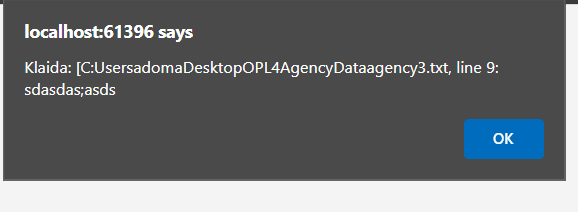 localhost:61396 says
Klaida: [C:UsersadomaDesktopOPL4AgencyDataagency3.txt, line 9:
sdasdas;asds
OK